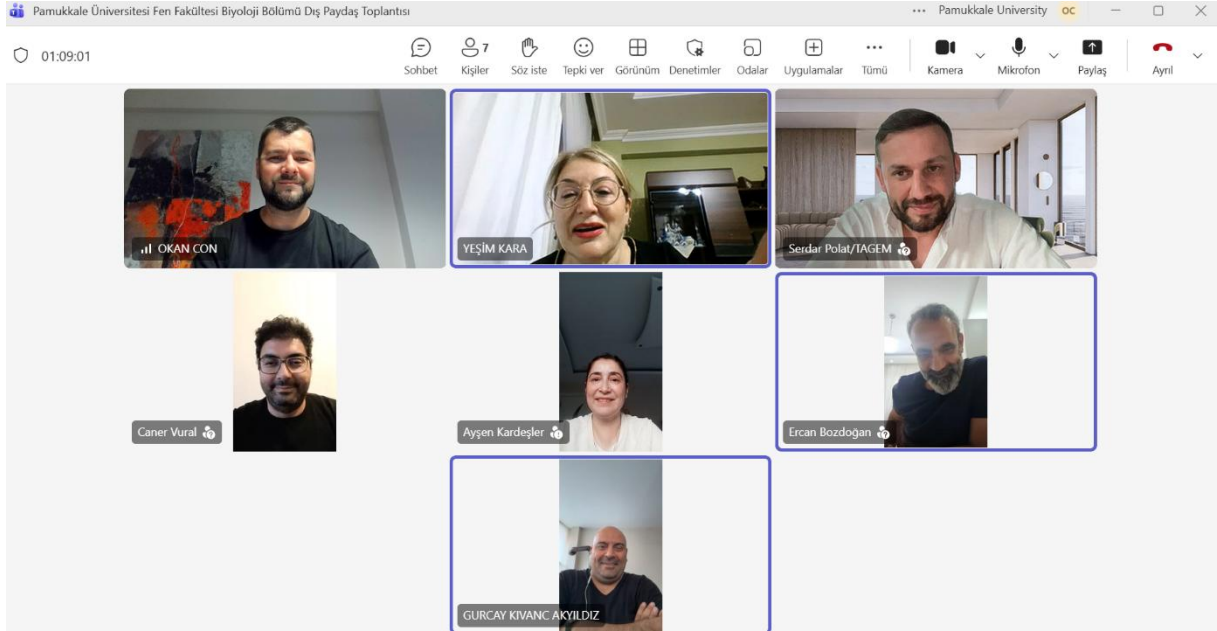 Pamukkale Üniversitesi Fen Fakültesi Biyoloji Bölümü Dış Paydaş Toplantısı
Pamukkale University OC
01:09:01
7
Sohbet Kişiler Söz iste Tepki ver Görünüm Denetimler Odalar Uygulamalar Tümü Kamera Mikrofon Paylaş Ayrıl
OKAN CON
YEŞİM KARA
Serdar Polat/TAGEM
Caner Vural
Ayşen Kardeşler
Ercan Bozdoğan
GURCAY KIVANC AKYILDIZ